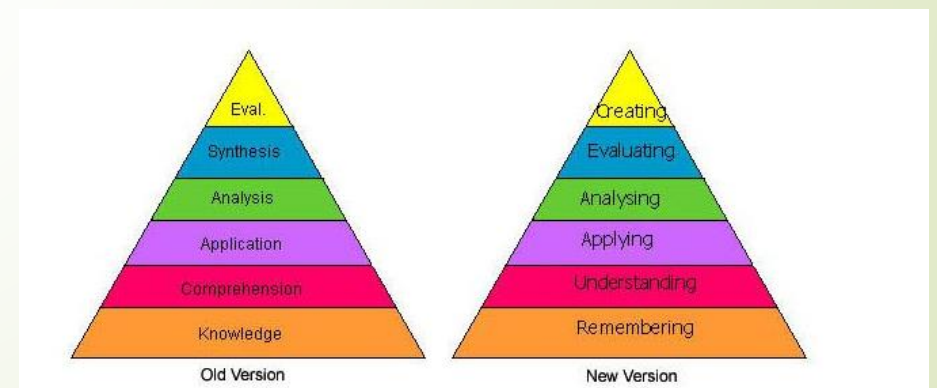 Eval.
Synthesis
Analysis
Application
Comprehension
Knowledge
Old Version
Creating
Evaluating
Analysing
Applying
Understanding
Remembering
New Version